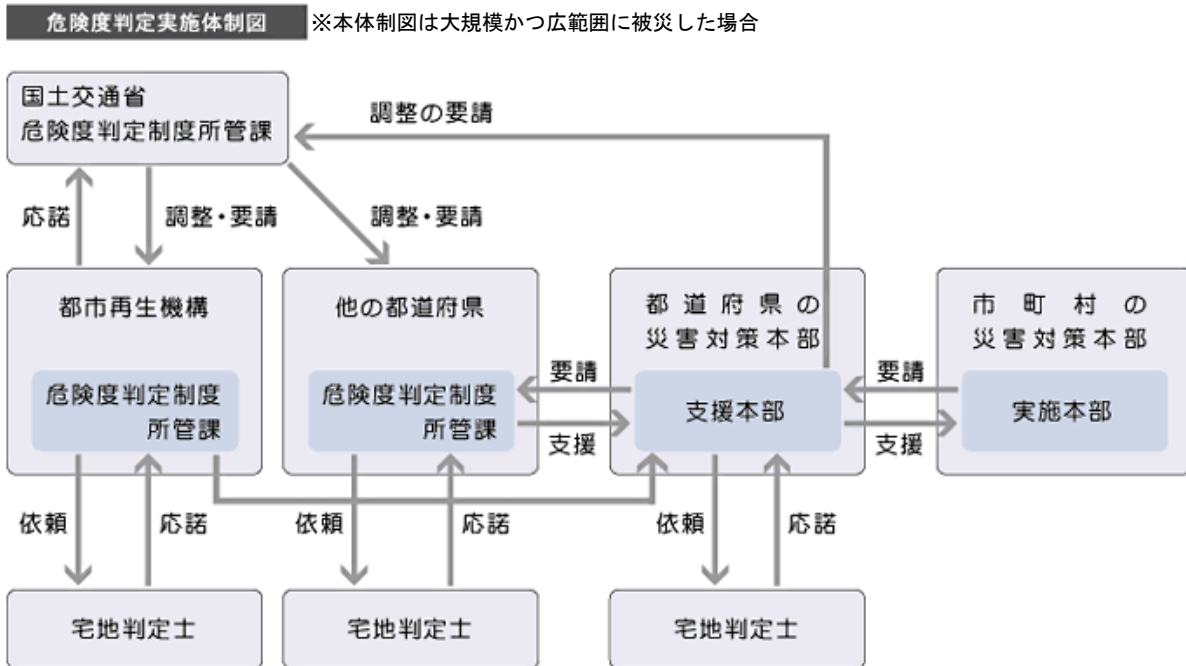 危険度判定実施体制図
※本体制図は大規模かつ広範囲に被災した場合
国土交通省
危険度判定制度所管課
調整の要請
応諾
調整・要請
調整・要請
都市再生機構
危険度判定制度
所管課
他の都道府県
危険度判定制度
所管課
要請
支援
都道府県の
災害対策本部
支援本部
要請
支援
市町村の
災害対策本部
実施本部
依頼
応諾
依頼
応諾
依頼
応諾
宅地判定士
宅地判定士
宅地判定士